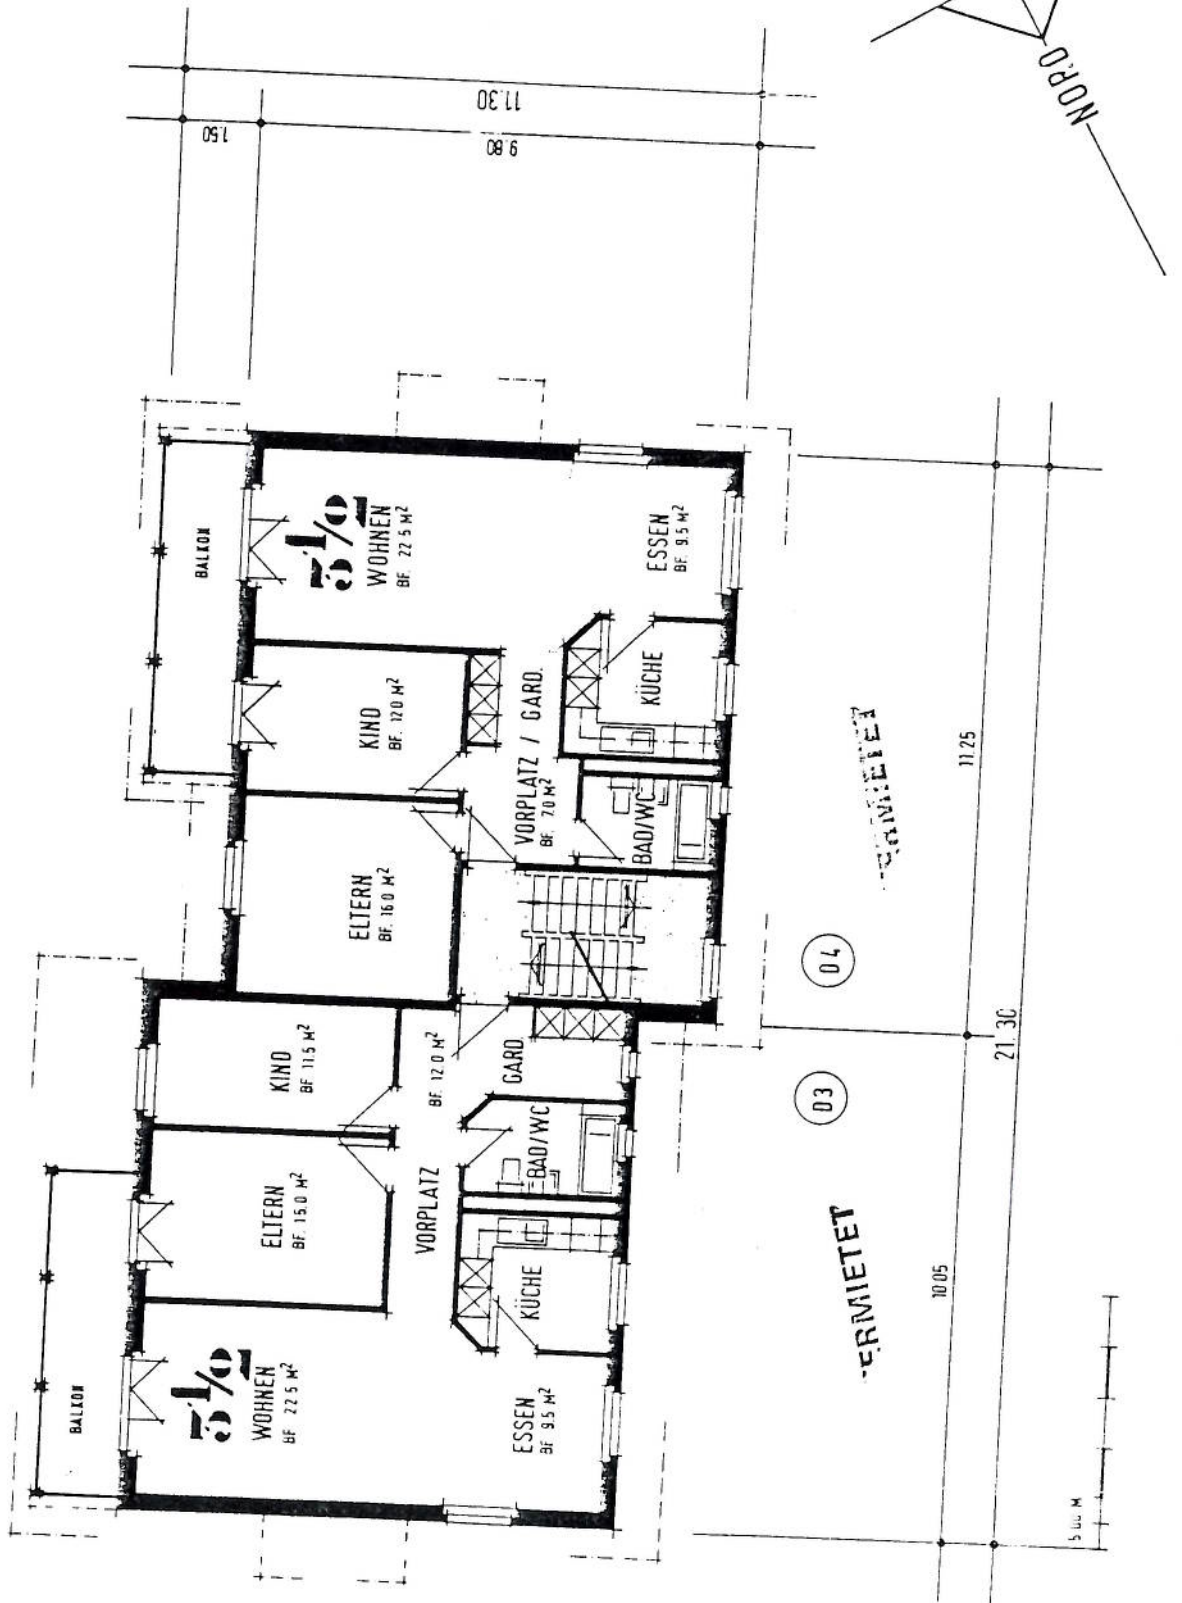 NORD
11.30
1.50
9.80
BALKON
3½
WOHNEN
BF. 22.5 M²
ESSEN
BF. 9.5 M²
KIND
BF. 12.0 M²
KÜCHE
VORPLATZ / GARD.
BF. 7.0 M²
BAD/WC
ELTERN
BF. 16.0 M²
D4
11.25
21.30
KIND
BF. 11.5 M²
BF. 12.0 M²
GARD.
D3
ELTERN
BF. 15.0 M²
VORPLATZ
BAD/WC
KÜCHE
BALKON
3½
WOHNEN
BF. 22.5 M²
ESSEN
BF. 9.5 M²
ERMIETET
10.05
5.00 M